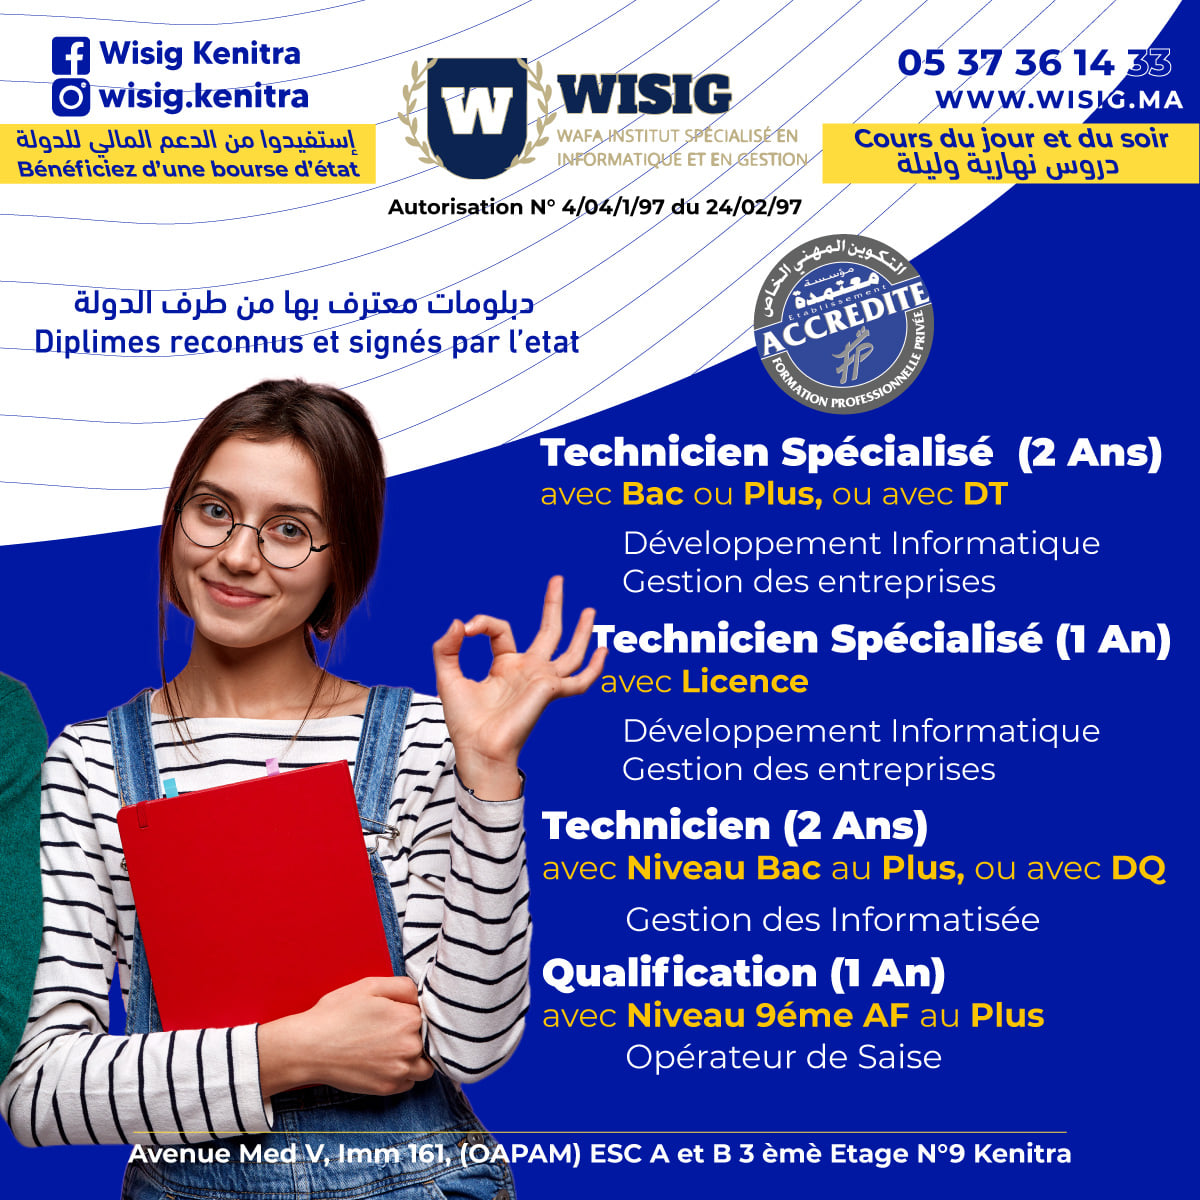 Wisig Kenitra
wisig.kenitra
إستفيدوا من الدعم المالي للدولة
Bénéficiez d'une bourse d'état
W
WISIG
WAFA INSTITUT SPÉCIALISÉ EN
INFORMATIQUE ET EN GESTION
Autorisation N° 4/04/1/97 du 24/02/97
05 37 36 14 33
WWW.WISIG.MA
Cours du jour et du soir
دروس نهارية وليلة
دبلومات معترف بها من طرف الدولة
Diplimes reconnus et signés par l'etat
التكوين المهني الخاص
مؤسسة
معتمدة
Etablissement
ACCREDITE
FORMATION PROFESSIONNELLE PRIVÉE
Technicien Spécialisé (2 Ans)
avec Bac ou Plus, ou avec DT
Développement Informatique
Gestion des entreprises
Technicien Spécialisé (1 An)
avec Licence
Développement Informatique
Gestion des entreprises
Technicien (2 Ans)
avec Niveau Bac au Plus, ou avec DQ
Gestion des Informatisée
Qualification (1 An)
avec Niveau 9éme AF au Plus
Opérateur de Saise
Avenue Med V, Imm 161, (OAPAM) ESC A et B 3 èmè Etage N°9 Kenitra